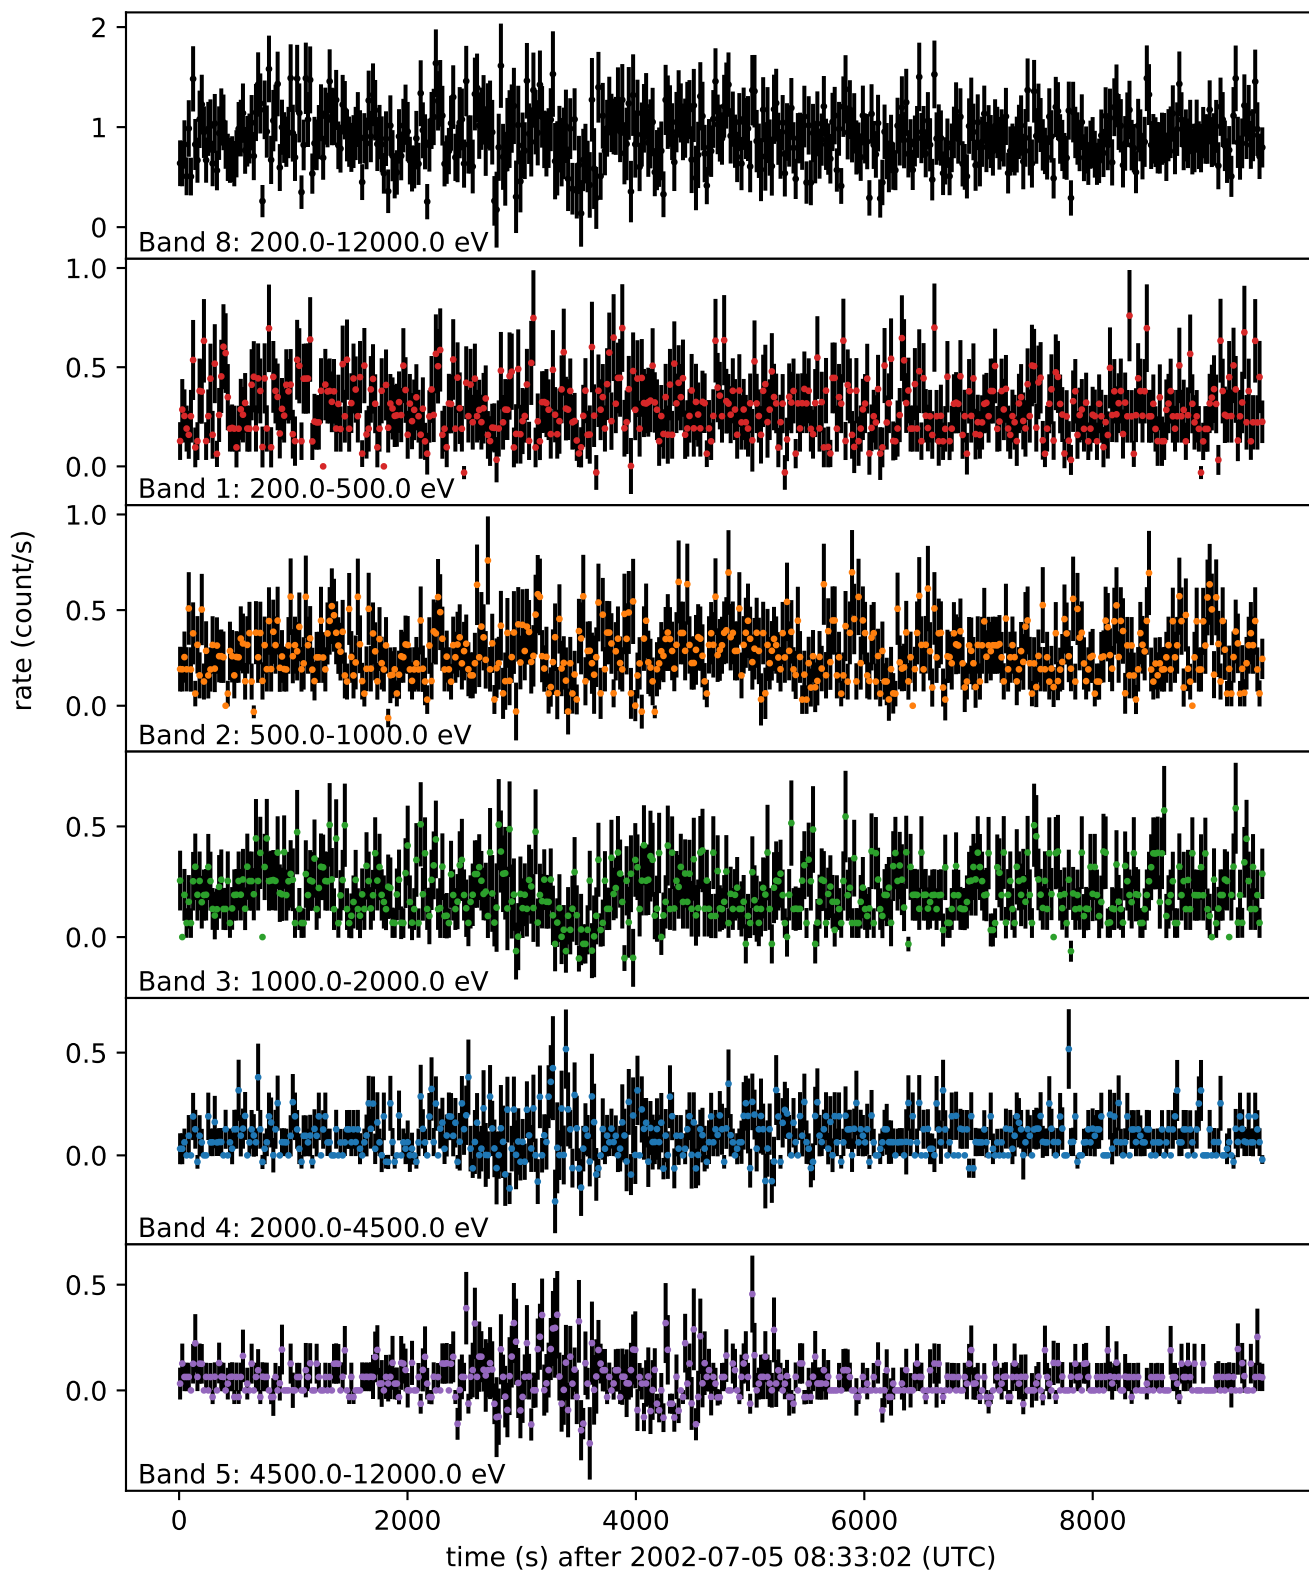 2
1
0
Band 8: 200.0-12000.0 eV
1.0
0.5
0.0
Band 1: 200.0-500.0 eV
1.0
0.5
0.0
Band 2: 500.0-1000.0 eV
rate (count/s)
0.5
0.0
Band 3: 1000.0-2000.0 eV
0.5
0.0
Band 4: 2000.0-4500.0 eV
0.5
0.0
Band 5: 4500.0-12000.0 eV
0 2000 4000 6000 8000
time (s) after 2002-07-05 08:33:02 (UTC)